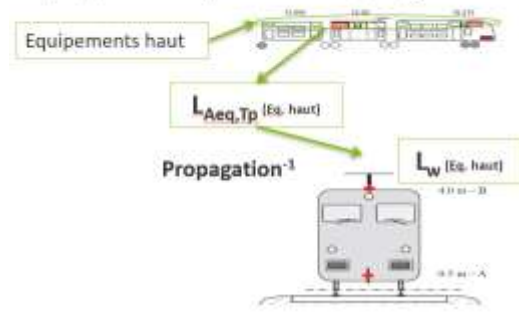 Equipements haut
LAeq,Tp (Eq. haut)
Propagation-1
Lw (Eq. haut)
4.0 m – B
0.5 m – A